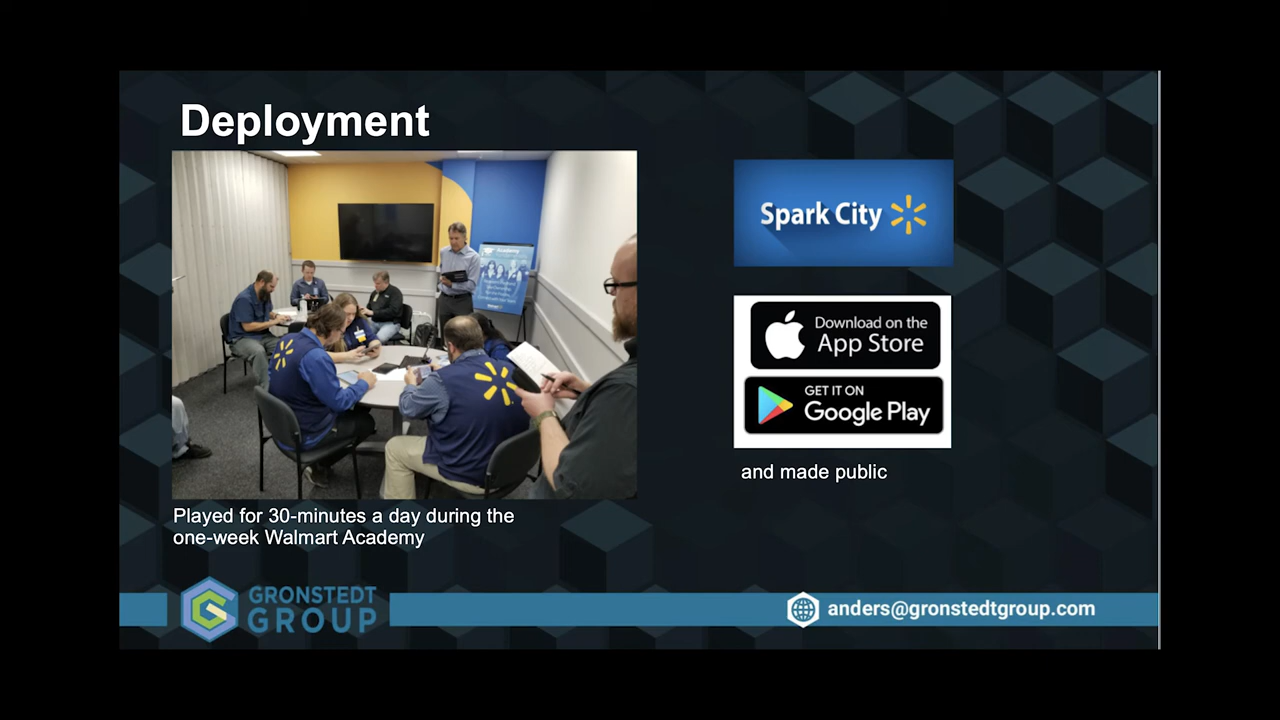 Deployment
Academy
Played for 30-minutes a day during the
one-week Walmart Academy
Spark City
Download on the
App Store
GET IT ON
Google Play
and made public
GRONSTEDT
GROUP
anders@gronstedtgroup.com